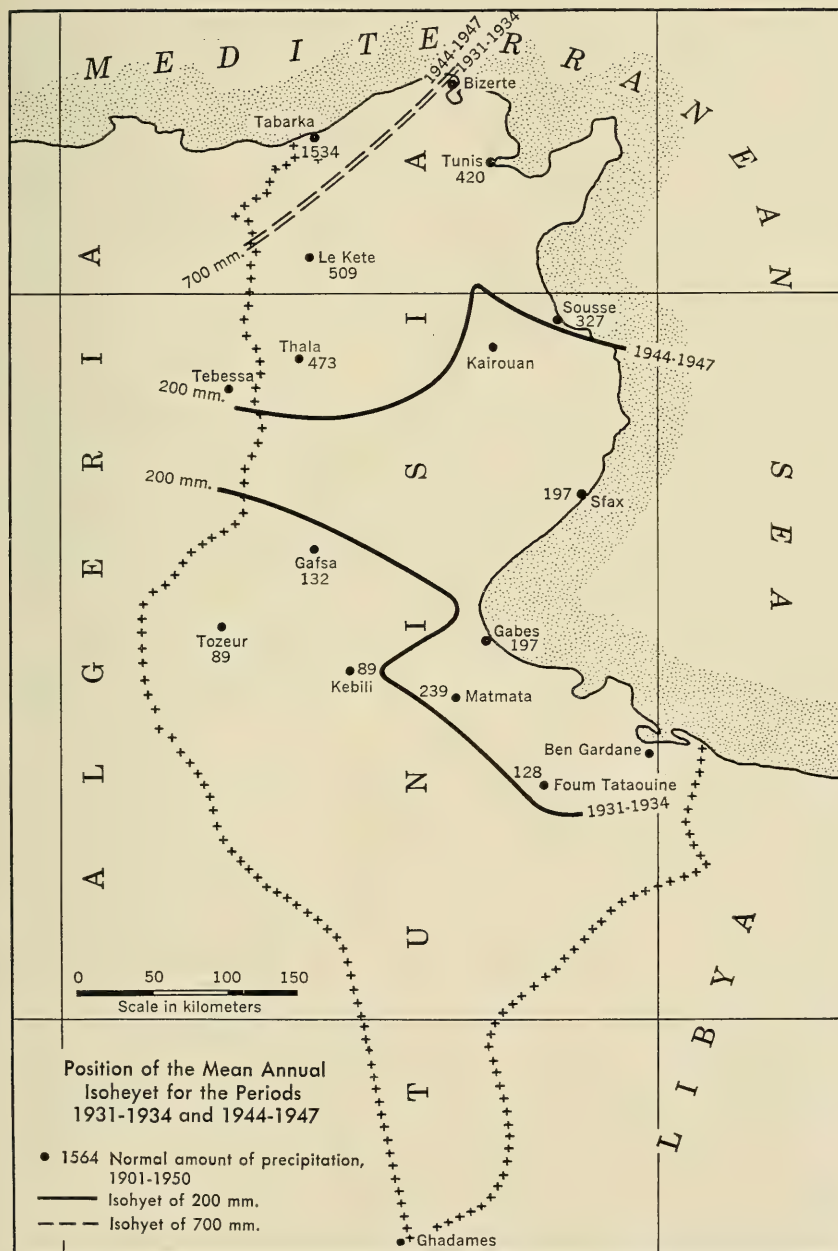 MEDITERRANEAN SEA
1944-1947
1931-1934
Bizerte
Tabarka
1534
Tunis
420
700 mm.
Le Kete
509
Sousse
327
Thala
473
Kairouan
1944-1947
Tebessa
200 mm.
200 mm.
197 Sfax
Gafsa
132
Tozeur
89
Gabes
197
89
Kebili
239 Matmata
Ben Gardane
128
Foum Tataouine
1931-1934
ALGERIA
TUNISIA
LIBYA
0 50 100 150
Scale in kilometers
Position of the Mean Annual
Isoheyet for the Periods
1931-1934 and 1944-1947
1564 Normal amount of precipitation,
1901-1950
Isohyet of 200 mm.
Isohyet of 700 mm.
Ghadames